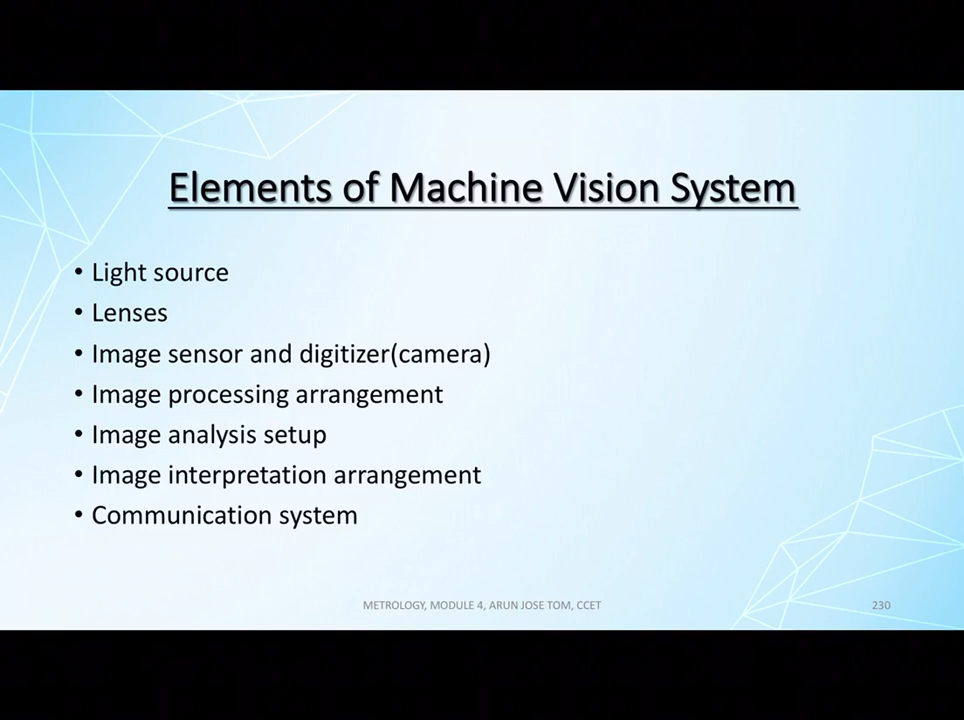 Elements of Machine Vision System
• Light source
• Lenses
• Image sensor and digitizer(camera)
• Image processing arrangement
• Image analysis setup
• Image interpretation arrangement
• Communication system
METROLOGY, MODULE 4, ARUN JOSE TOM, CCET
230